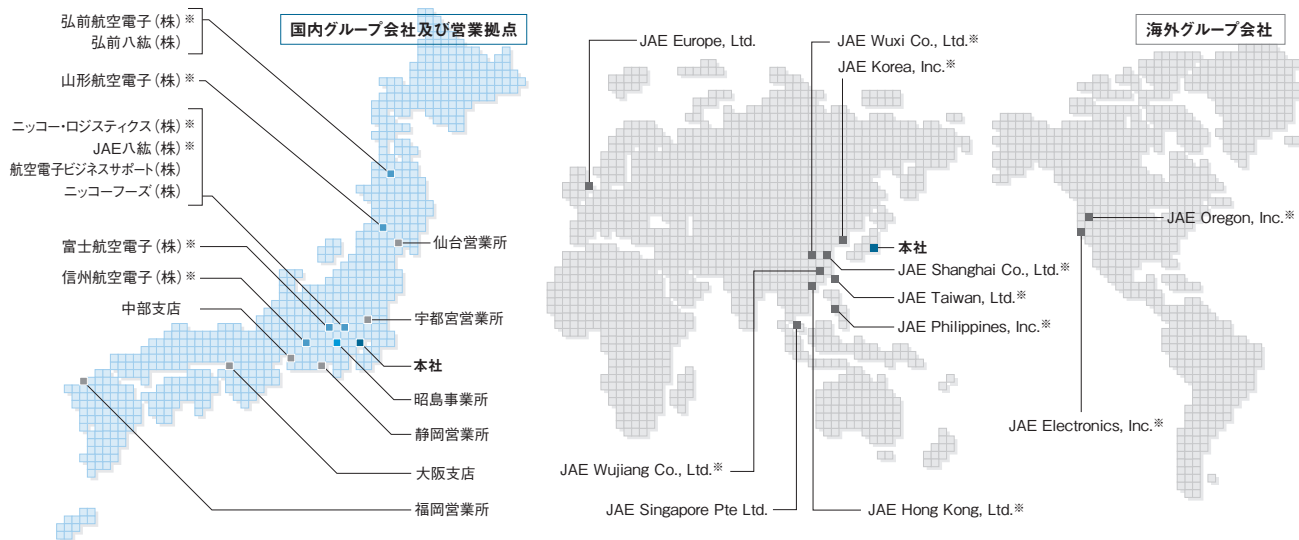 国内グループ会社及び営業拠点
弘前航空電子（株）※
弘前八紘（株）
山形航空電子（株）※
ニッコー・ロジスティクス（株）※
JAE八紘（株）※
航空電子ビジネスサポート（株）
ニッコーフーズ（株）
富士航空電子（株）※
信州航空電子（株）※
中部支店
仙台営業所
宇都宮営業所
本社
昭島事業所
静岡営業所
大阪支店
福岡営業所
海外グループ会社
JAE Europe, Ltd.
JAE Wuxi Co., Ltd.※
JAE Korea, Inc.※
本社
JAE Shanghai Co., Ltd.※
JAE Taiwan, Ltd.※
JAE Philippines, Inc.※
JAE Wujiang Co., Ltd.※
JAE Singapore Pte Ltd.
JAE Hong Kong, Ltd.※
JAE Oregon, Inc.※
JAE Electronics, Inc.※